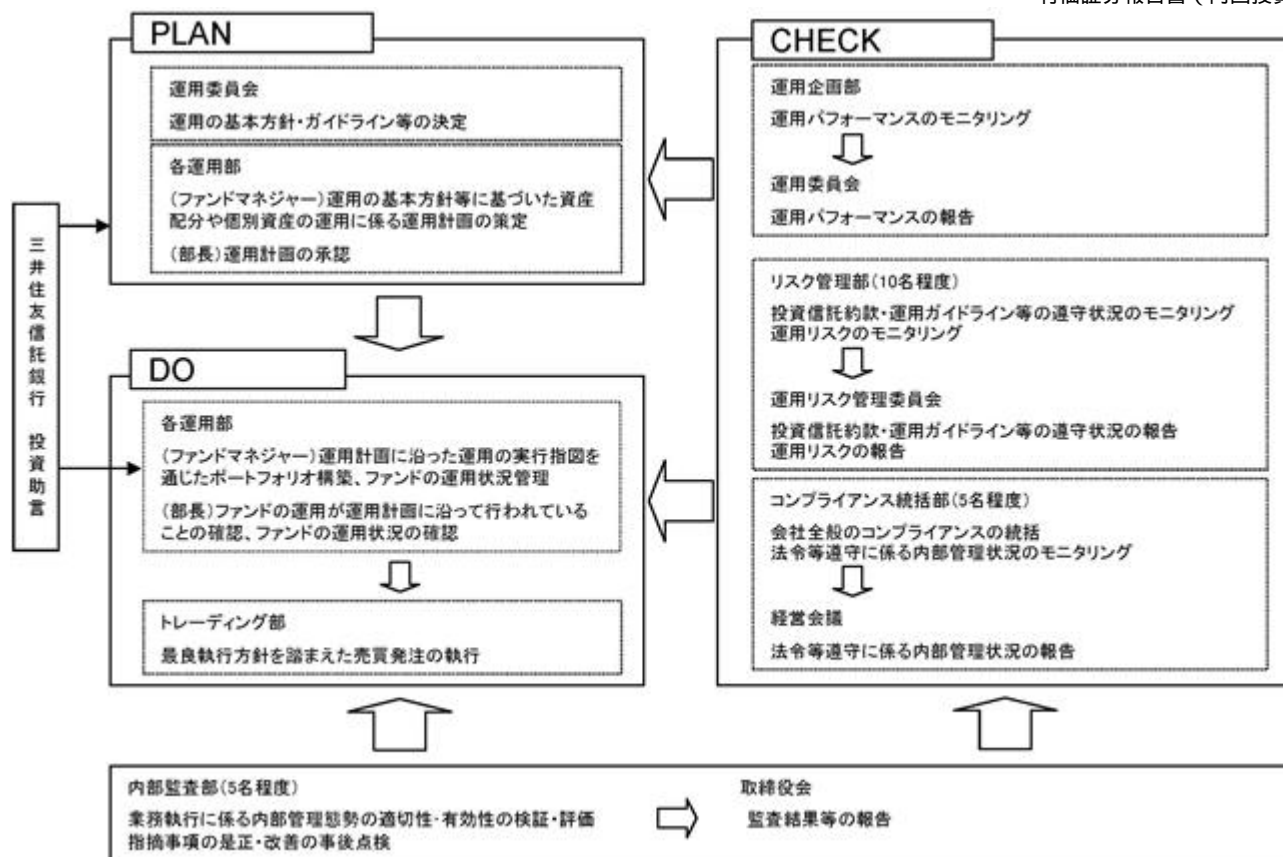 PLAN
運用委員会
運用の基本方針・ガイドライン等の決定
各運用部
(ファンドマネジャー)運用の基本方針等に基づいた資産
配分や個別資産の運用に係る運用計画の策定
(部長)運用計画の承認
三井住友信託銀行 投資助言
DO
各運用部
(ファンドマネジャー)運用計画に沿った運用の実行指図を
通じたポートフォリオ構築、ファンドの運用状況管理
(部長)ファンドの運用が運用計画に沿って行われている
ことの確認、ファンドの運用状況の確認
トレーディング部
最良執行方針を踏まえた売買発注の執行
CHECK
運用企画部
運用パフォーマンスのモニタリング
運用委員会
運用パフォーマンスの報告
リスク管理部(10名程度)
投資信託約款・運用ガイドライン等の遵守状況のモニタリング
運用リスクのモニタリング
運用リスク管理委員会
投資信託約款・運用ガイドライン等の遵守状況の報告
運用リスクの報告
コンプライアンス統括部(5名程度)
会社全般のコンプライアンスの統括
法令等遵守に係る内部管理状況のモニタリング
経営会議
法令等遵守に係る内部管理状況の報告
内部監査部(5名程度)
業務執行に係る内部管理態勢の適切性・有効性の検証・評価
指摘事項の是正・改善の事後点検
取締役会
監査結果等の報告